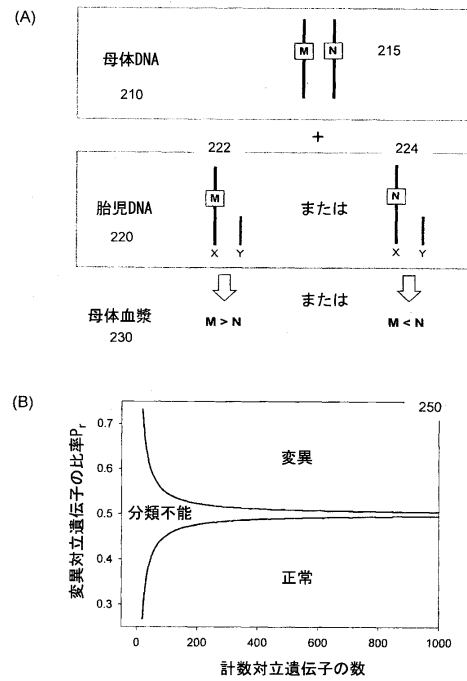 (A)
母体DNA
210
M N
215
+
222
224
胎児DNA
220
M
または
N
X Y
X Y
母体血漿
230
または
M > N
M < N
(B)
250
変異対立遺伝子の比率Pr
0.7
0.6
0.5
0.4
0.3
変異
分類不能
正常
0 200 400 600 800 1000
計数対立遺伝子の数